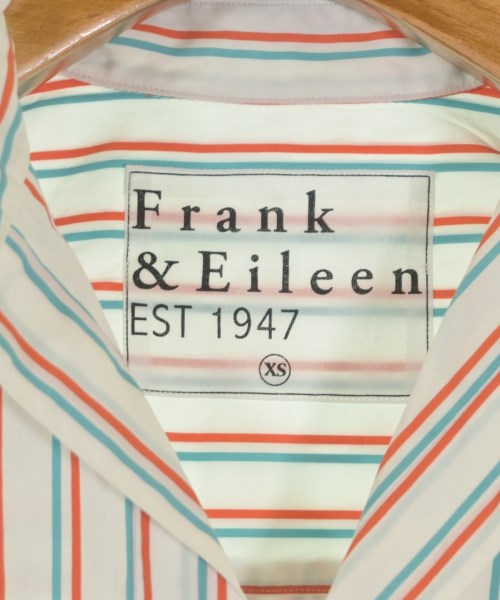 Frank
& Eileen
EST 1947
XS